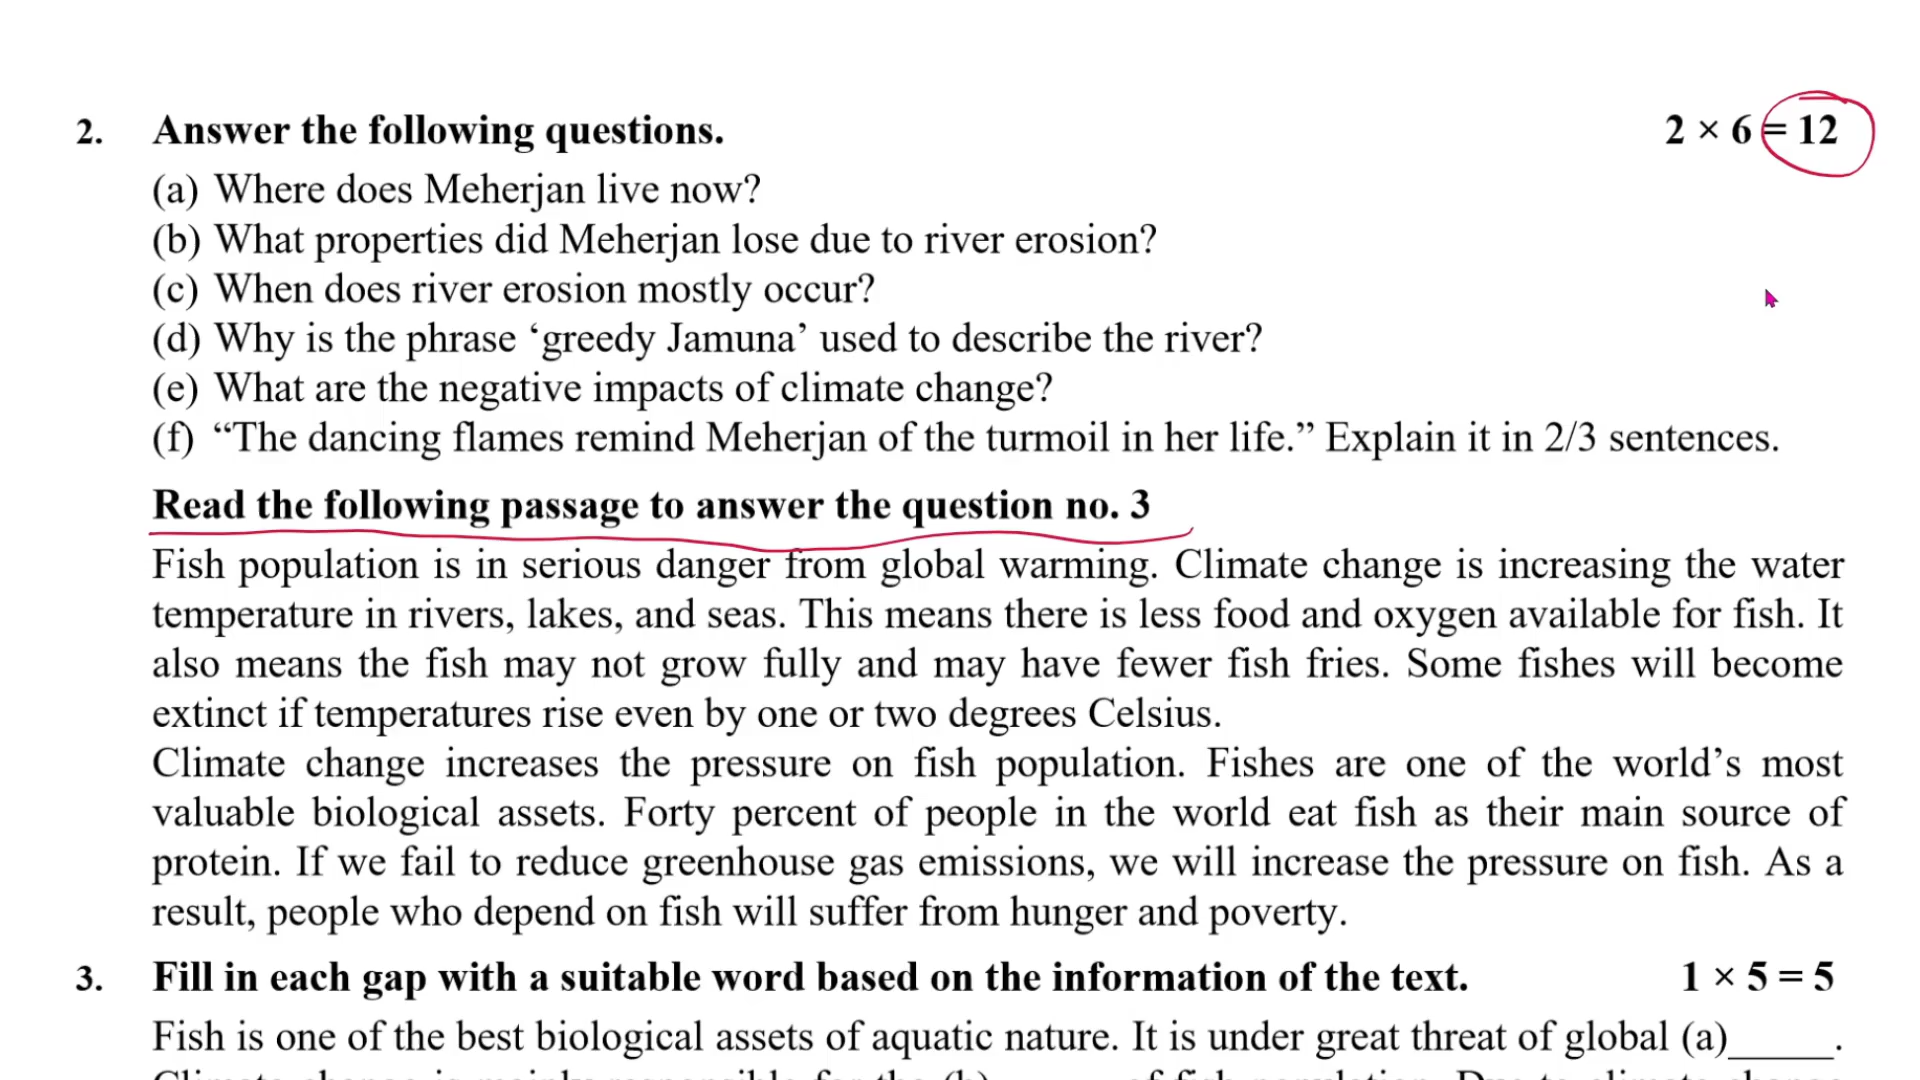 2. Answer the following questions. 2 × 6 = 12
(a) Where does Meherjan live now?
(b) What properties did Meherjan lose due to river erosion?
(c) When does river erosion mostly occur?
(d) Why is the phrase ‘greedy Jamuna’ used to describe the river?
(e) What are the negative impacts of climate change?
(f) “The dancing flames remind Meherjan of the turmoil in her life.” Explain it in 2/3 sentences.
Read the following passage to answer the question no. 3
Fish population is in serious danger from global warming. Climate change is increasing the water
temperature in rivers, lakes, and seas. This means there is less food and oxygen available for fish. It
also means the fish may not grow fully and may have fewer fish fries. Some fishes will become
extinct if temperatures rise even by one or two degrees Celsius.
Climate change increases the pressure on fish population. Fishes are one of the world’s most
valuable biological assets. Forty percent of people in the world eat fish as their main source of
protein. If we fail to reduce greenhouse gas emissions, we will increase the pressure on fish. As a
result, people who depend on fish will suffer from hunger and poverty.
3. Fill in each gap with a suitable word based on the information of the text. 1 × 5 = 5
Fish is one of the best biological assets of aquatic nature. It is under great threat of global (a)_____.